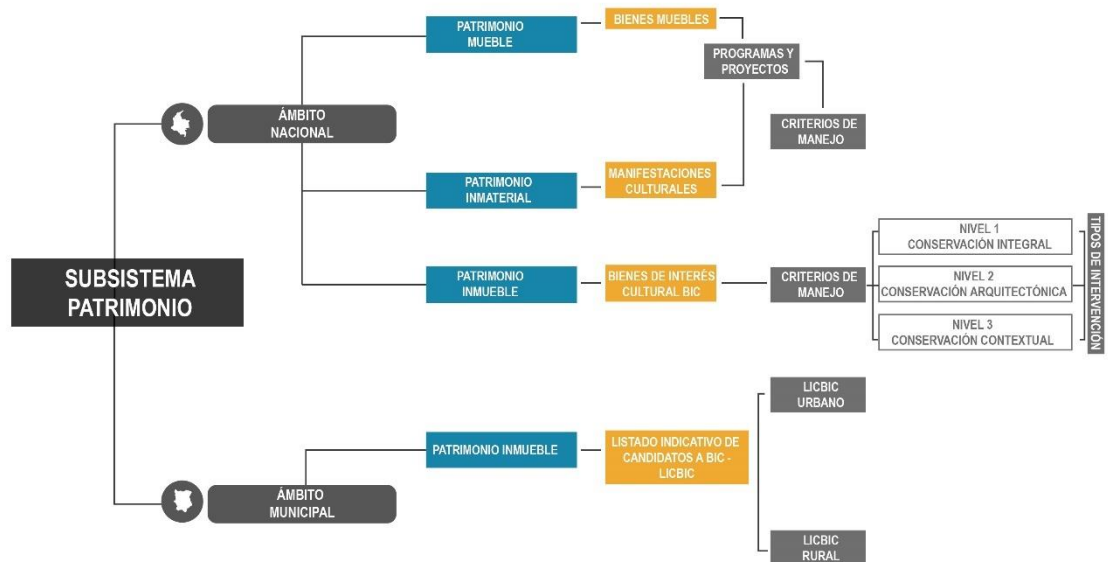 PATRIMONIO
MUEBLE
BIENES MUEBLES
PROGRAMAS Y
PROYECTOS
ÁMBITO
NACIONAL
CRITERIOS DE
MANEJO
PATRIMONIO
INMATERIAL
MANIFESTACIONES
CULTURALES
SUBSISTEMA
PATRIMONIO
PATRIMONIO
INMUEBLE
BIENES DE INTERÉS
CULTURAL BIC
CRITERIOS DE
MANEJO
NIVEL 1
CONSERVACIÓN INTEGRAL
NIVEL 2
CONSERVACIÓN ARQUITECTÓNICA
NIVEL 3
CONSERVACIÓN CONTEXTUAL
TIPOS DE INTERVENCIÓN
LICBIC
URBANO
PATRIMONIO INMUEBLE
LISTADO INDICATIVO DE
CANDIDATOS A BIC -
LICBIC
ÁMBITO
MUNICIPAL
LICBIC
RURAL